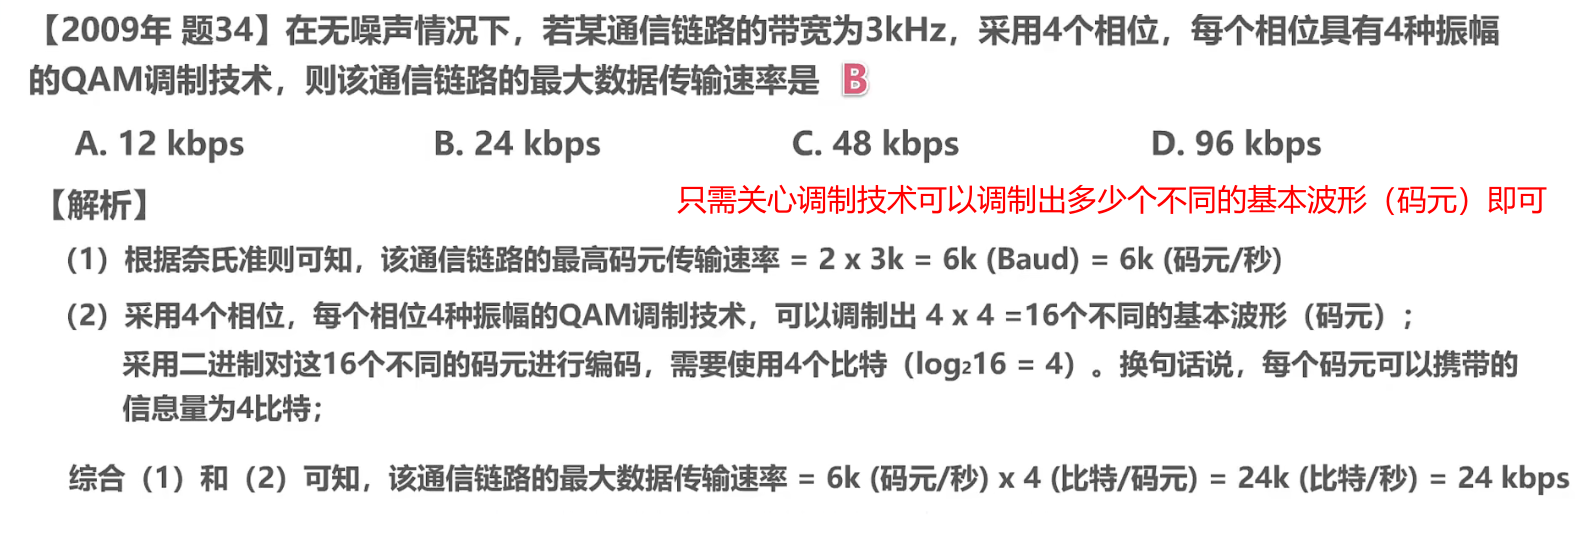 【2009年 题34】在无噪声情况下，若某通信链路的带宽为3kHz，采用4个相位，每个相位具有4种振幅
的QAM调制技术，则该通信链路的最大数据传输速率是 B
A. 12 kbps B. 24 kbps C. 48 kbps D. 96 kbps
【解析】 只需关心调制技术可以调制出多少个不同的基本波形（码元）即可
（1）根据奈氏准则可知，该通信链路的最高码元传输速率 = 2 x 3k = 6k (Baud) = 6k (码元/秒)
（2）采用4个相位，每个相位4种振幅的QAM调制技术，可以调制出 4 x 4 =16个不同的基本波形（码元）；
采用二进制对这16个不同的码元进行编码，需要使用4个比特（log₂16 = 4）。换句话说，每个码元可以携带的
信息量为4比特；
综合（1）和（2）可知，该通信链路的最大数据传输速率 = 6k (码元/秒) x 4 (比特/码元) = 24k (比特/秒) = 24 kbps